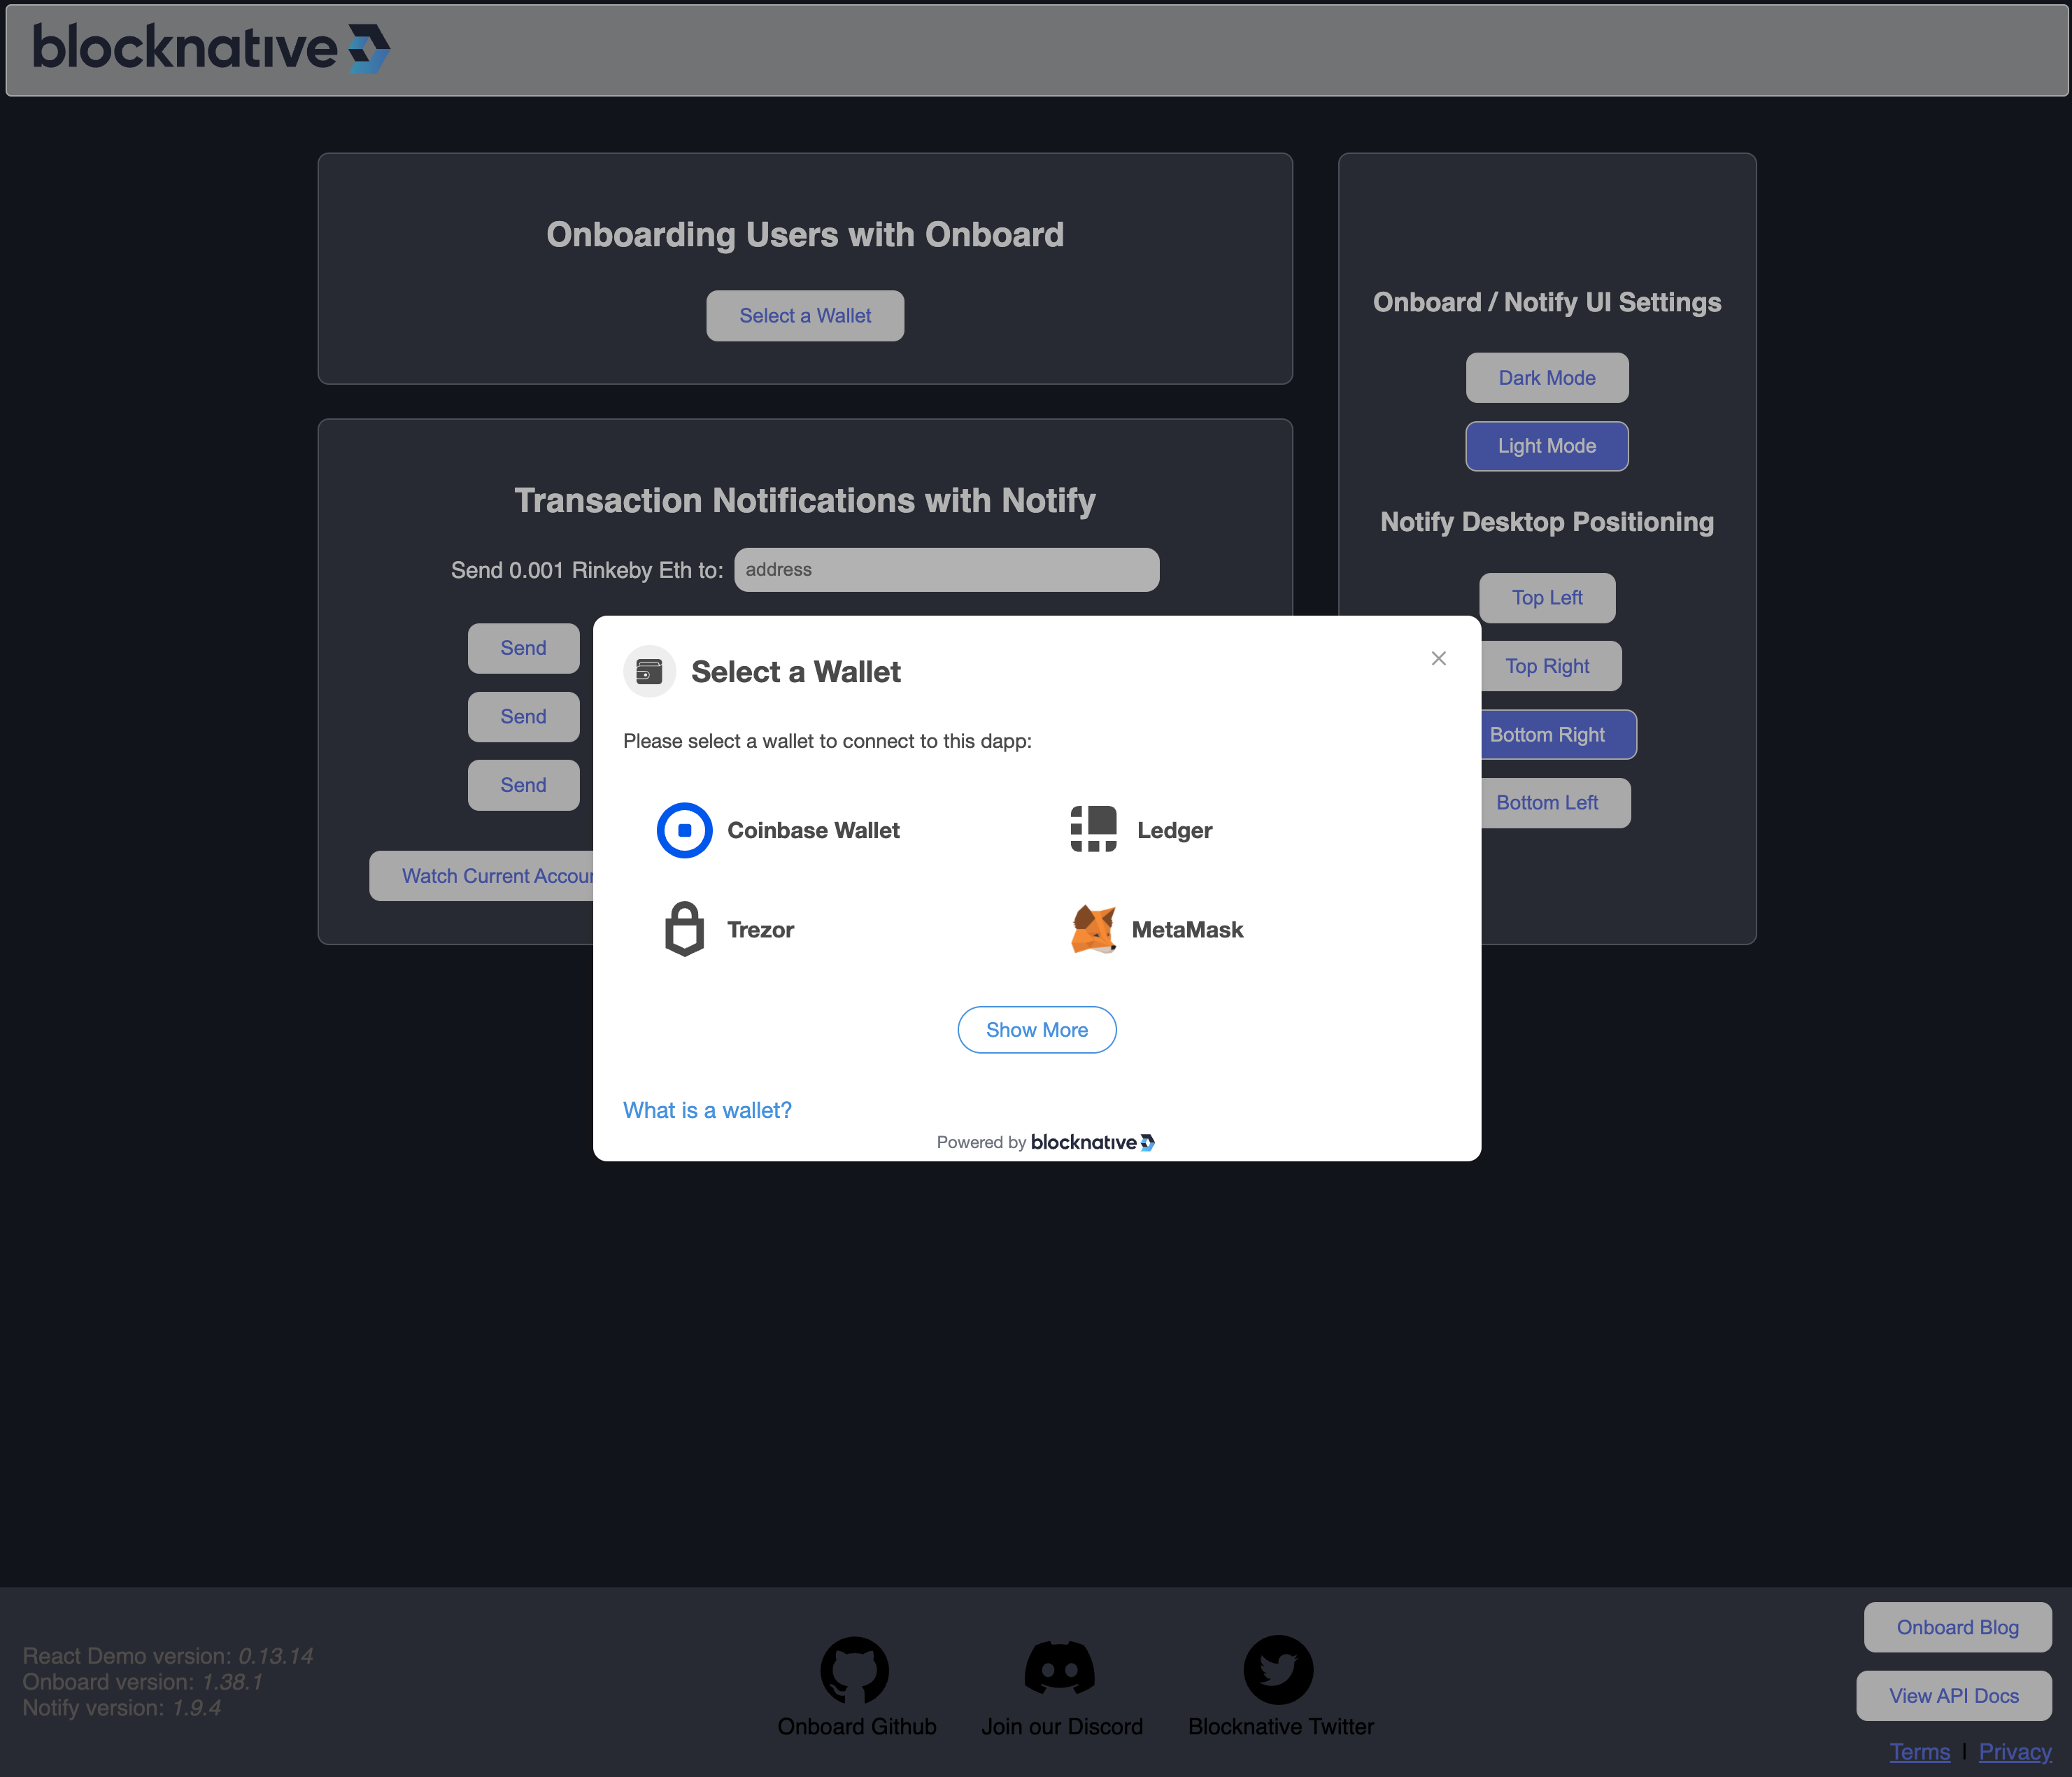 blocknative
Onboarding Users with Onboard
Select a Wallet
Transaction Notifications with Notify
Send 0.001 Rinkeby Eth to: address
Send
Send
Send
Watch Current Accoun
Onboard / Notify UI Settings
Dark Mode
Light Mode
Notify Desktop Positioning
Top Left
Top Right
Bottom Right
Bottom Left
Select a Wallet
Please select a wallet to connect to this dapp:
Coinbase Wallet
Ledger
Trezor
MetaMask
Show More
What is a wallet?
Powered by blocknative
React Demo version: 0.13.14
Onboard version: 1.38.1
Notify version: 1.9.4
Onboard Github
Join our Discord
Blocknative Twitter
Onboard Blog
View API Docs
Terms | Privacy